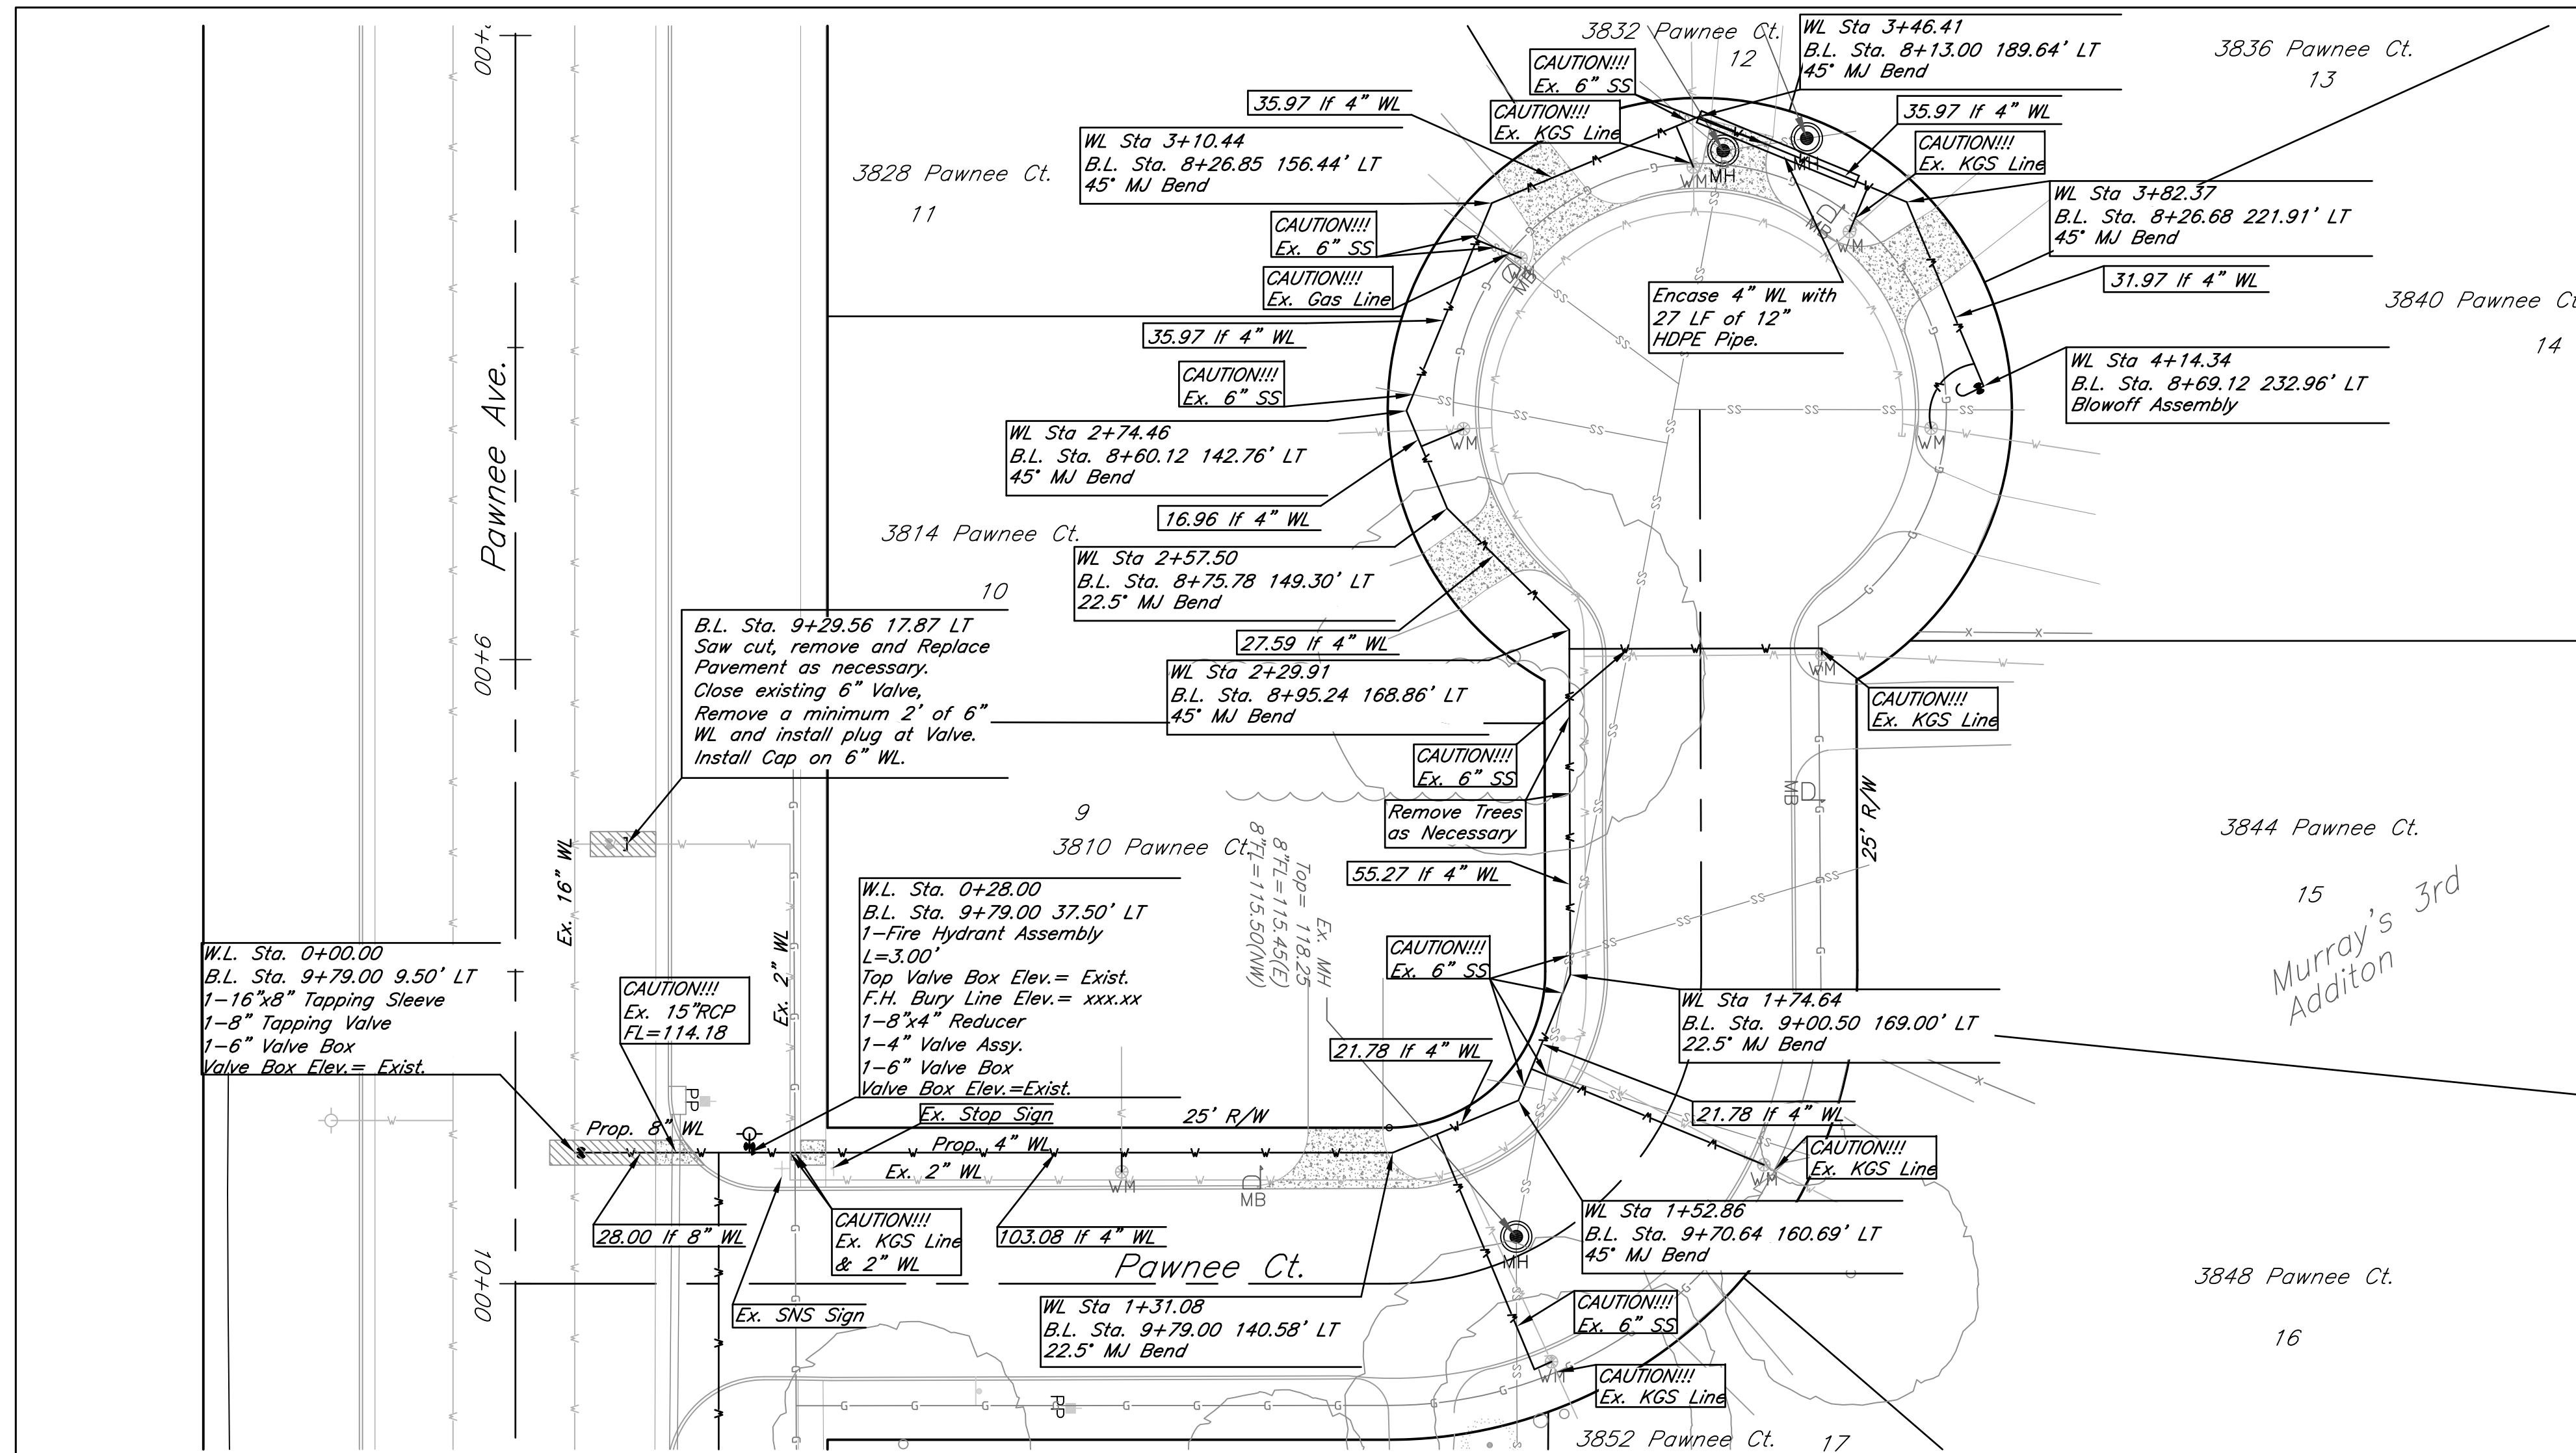 3832 Pawnee Ct.
12
WL Sta 3+46.41
B.L. Sta. 8+13.00 189.64' LT
45° MJ Bend
3836 Pawnee Ct.
13
CAUTION!!!
Ex. 6" SS
35.97 lf 4" WL
CAUTION!!!
Ex. KGS Line
35.97 lf 4" WL
WL Sta 3+10.44
B.L. Sta. 8+26.85 156.44' LT
45° MJ Bend
CAUTION!!!
Ex. KGS Line
3828 Pawnee Ct.
11
MH
MH
WM
WL Sta 3+82.37
B.L. Sta. 8+26.68 221.91' LT
45° MJ Bend
CAUTION!!!
Ex. 6" SS
MB
WM
CAUTION!!!
Ex. Gas Line
WM
MB
31.97 lf 4" WL
Encase 4" WL with
27 LF of 12"
HDPE Pipe.
3840 Pawnee
14
35.97 lf 4" WL
CAUTION!!!
Ex. 6" SS
WL Sta 4+14.34
B.L. Sta. 8+69.12 232.96' LT
Blowoff Assembly
Pawnee Ave.
WL Sta 2+74.46
B.L. Sta. 8+60.12 142.76' LT
45° MJ Bend
WM
WM
16.96 lf 4" WL
3814 Pawnee Ct.
10
WL Sta 2+57.50
B.L. Sta. 8+75.78 149.30' LT
22.5° MJ Bend
27.59 lf 4" WL
9+00
B.L. Sta. 9+29.56 17.87 LT
Saw cut, remove and Replace
Pavement as necessary.
Close existing 6" Valve,
Remove a minimum 2' of 6"
WL and install plug at Valve.
Install Cap on 6" WL.
WL Sta 2+29.91
B.L. Sta. 8+95.24 168.86' LT
45° MJ Bend
WM
CAUTION!!!
Ex. KGS Line
CAUTION!!!
Ex. 6" SS
Remove Trees
as Necessary
MB
25' R/W
9
3810 Pawnee Ct.
3844 Pawnee Ct.
15
Murray's 3rd
Additon
55.27 lf 4" WL
Ex. 16" WL
Ex. 2" WL
W.L. Sta. 0+28.00
B.L. Sta. 9+79.00 37.50' LT
1-Fire Hydrant Assembly
L=3.00'
Top Valve Box Elev.= Exist.
F.H. Bury Line Elev.= xxx.xx
1-8"x4" Reducer
1-4" Valve Assy.
1-6" Valve Box
Valve Box Elev.=Exist.
Ex. MH
Top= 118.25
8"FL=115.45(E)
8"FL=115.50(NW)
CAUTION!!!
Ex. 6" SS
W.L. Sta. 0+00.00
B.L. Sta. 9+79.00 9.50' LT
1-16"x8" Tapping Sleeve
1-8" Tapping Valve
1-6" Valve Box
Valve Box Elev.= Exist.
CAUTION!!!
Ex. 15"RCP
FL=114.18
WL Sta 1+74.64
B.L. Sta. 9+00.50 169.00' LT
22.5° MJ Bend
21.78 lf 4" WL
PP
Ex. Stop Sign
25' R/W
21.78 lf 4" WL
Prop. 8" WL
Prop. 4" WL
Ex. 2" WL
WM
MB
CAUTION!!!
Ex. KGS Line
WM
28.00 lf 8" WL
CAUTION!!!
Ex. KGS Line
& 2" WL
103.08 lf 4" WL
WL Sta 1+52.86
B.L. Sta. 9+70.64 160.69' LT
45° MJ Bend
MH
Pawnee Ct.
10+00
3848 Pawnee Ct.
16
Ex. SNS Sign
WL Sta 1+31.08
B.L. Sta. 9+79.00 140.58' LT
22.5° MJ Bend
CAUTION!!!
Ex. 6" SS
WM
CAUTION!!!
Ex. KGS Line
PP
3852 Pawnee Ct.
17